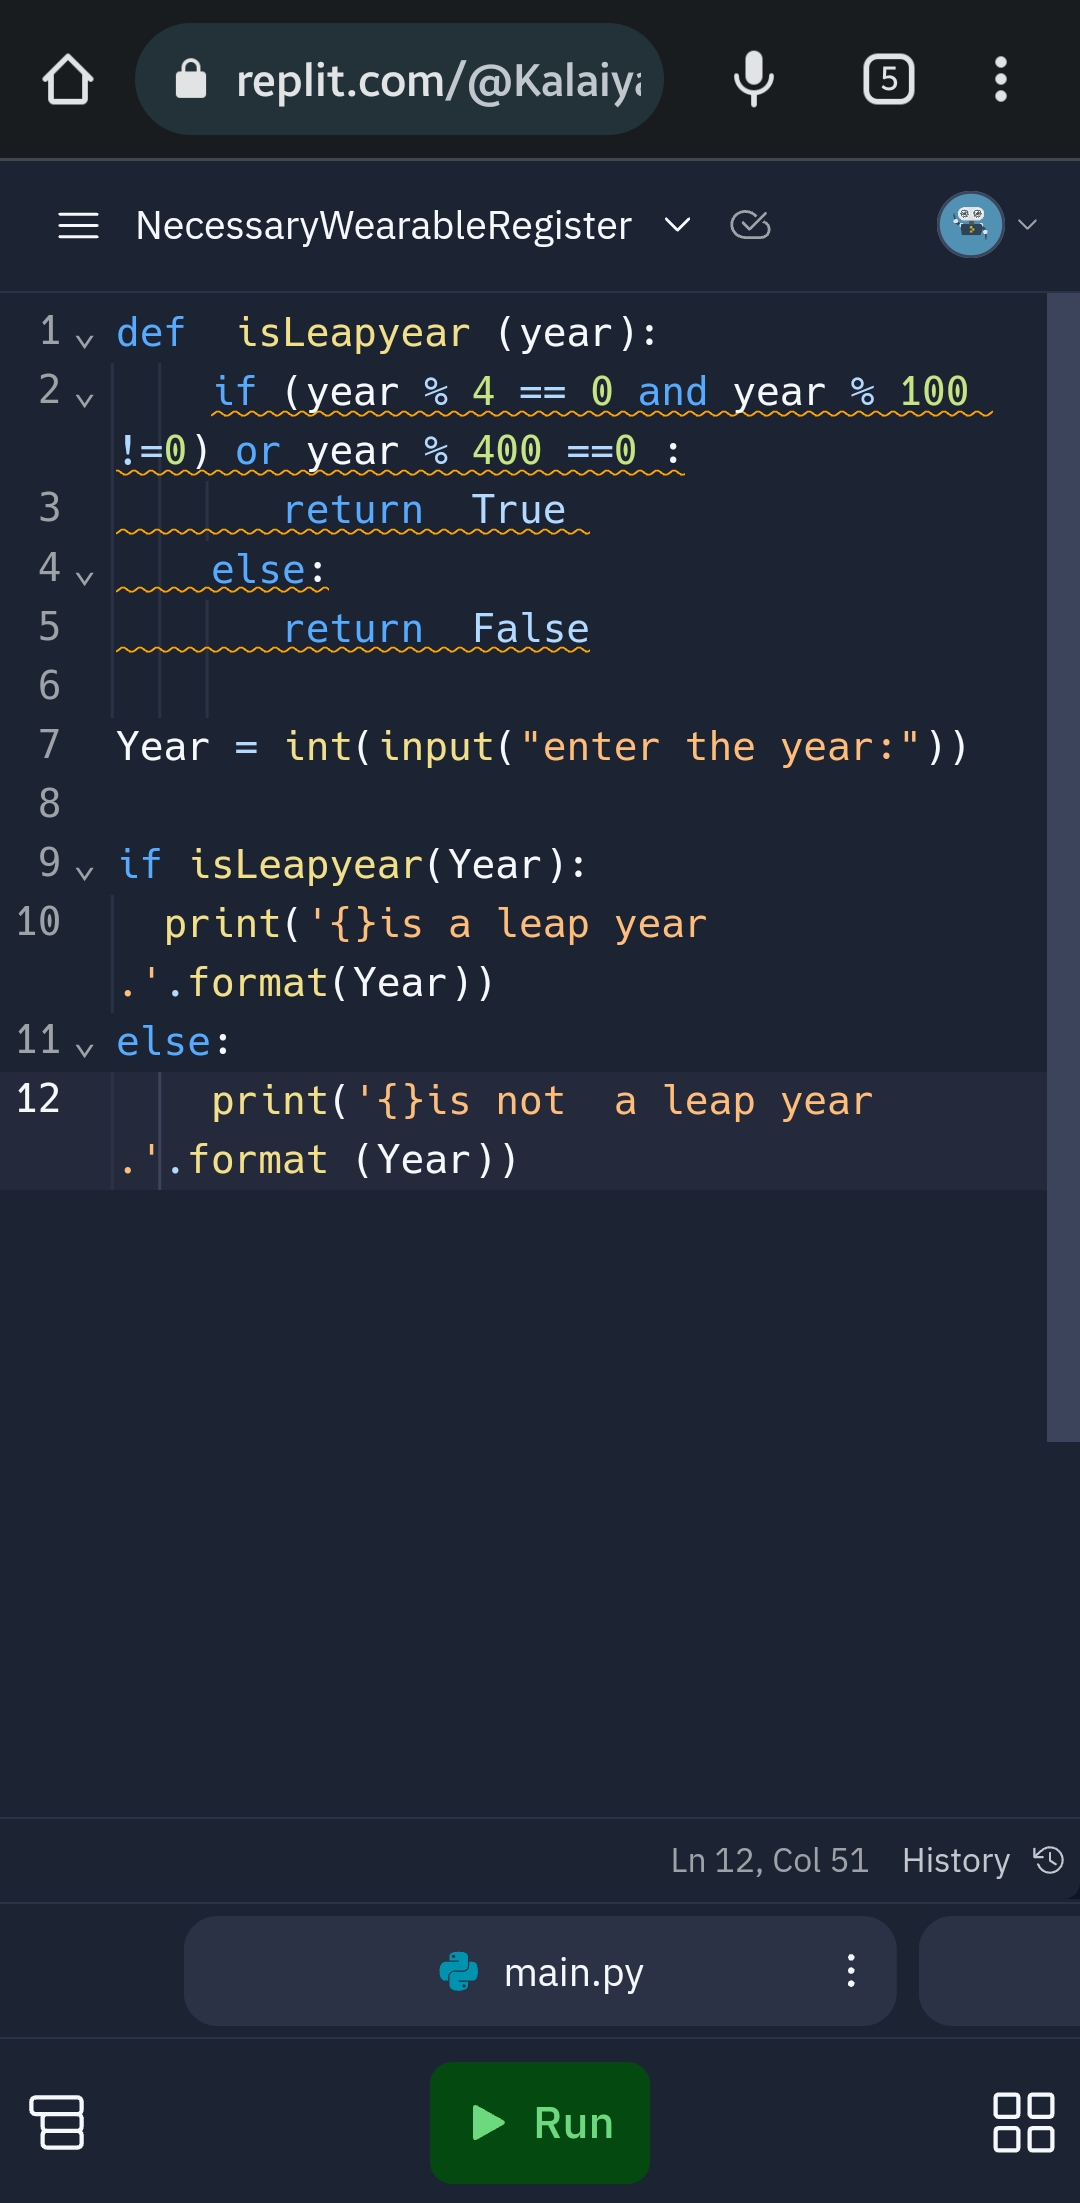 replit.com/@Kalaiya
5
NecessaryWearableRegister
1 def  isLeapyear (year):
2     if (year % 4 == 0 and year % 100
!=0) or year % 400 ==0 :
3        return  True
4     else:
5        return  False
6
7 Year = int(input("enter the year:"))
8
9 if isLeapyear(Year):
10   print('{}is a leap year
.'.format(Year))
11 else:
12     print('{}is not  a leap year
.'.format (Year))
Ln 12, Col 51 History
main.py
Run